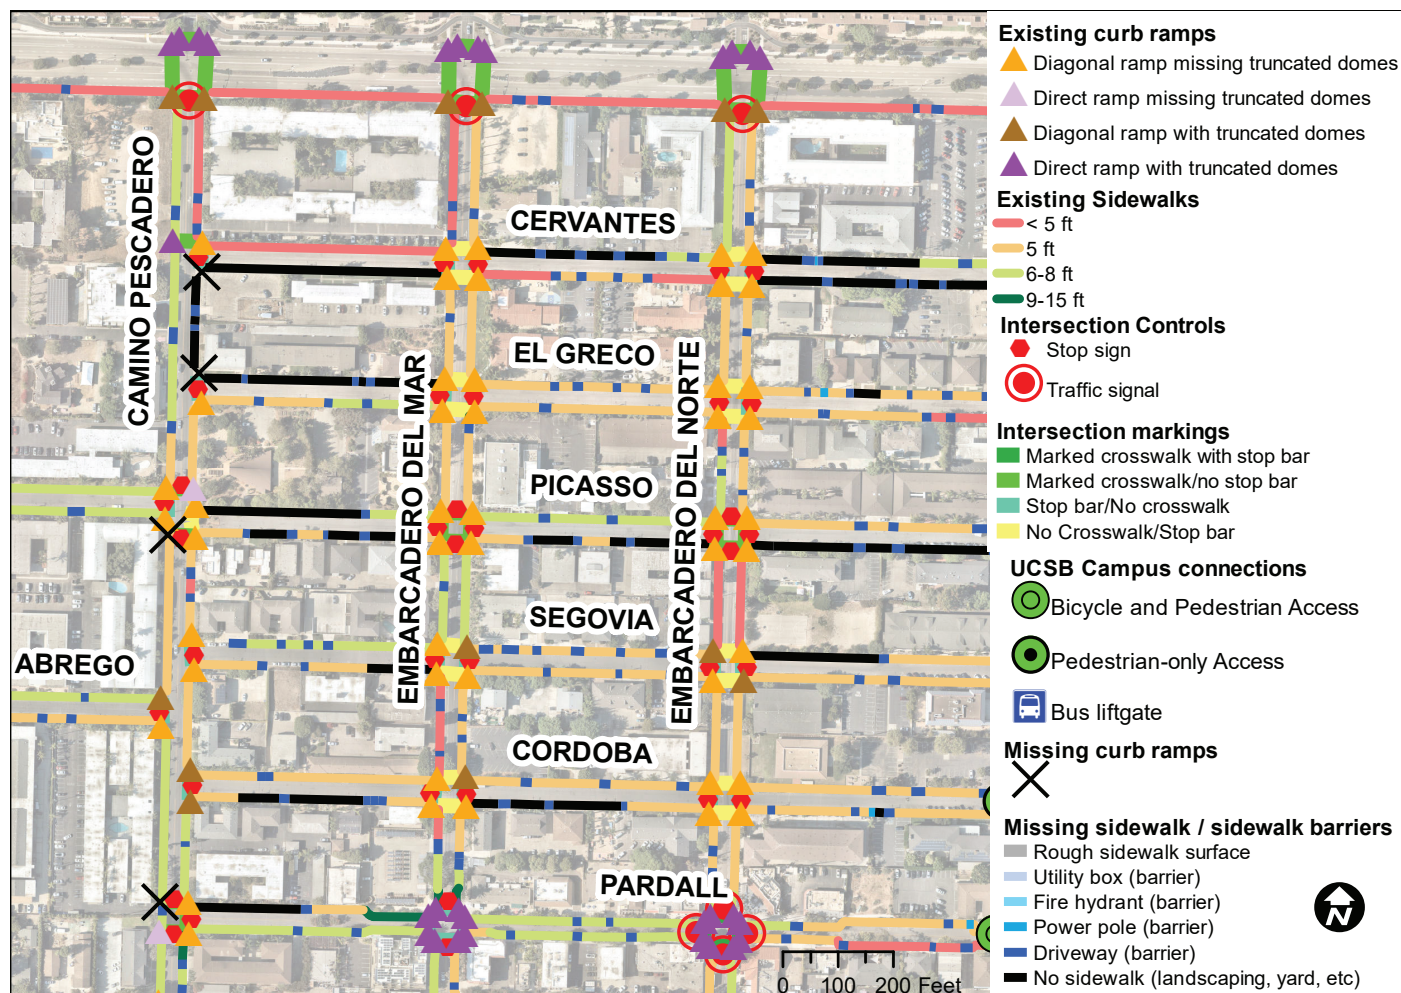 CAMINO PESCADERO
CERVANTES
EL GRECO
EMBARCADERO DEL MAR
EMBARCADERO DEL NORTE
PICASSO
SEGOVIA
ABREGO
CORDOBA
PARDALL
0 100 200 Feet
Existing curb ramps
Diagonal ramp missing truncated domes
Direct ramp missing truncated domes
Diagonal ramp with truncated domes
Direct ramp with truncated domes
Existing Sidewalks
< 5 ft
5 ft
6-8 ft
9-15 ft
Intersection Controls
Stop sign
Traffic signal
Intersection markings
Marked crosswalk with stop bar
Marked crosswalk/no stop bar
Stop bar/No crosswalk
No Crosswalk/Stop bar
UCSB Campus connections
Bicycle and Pedestrian Access
Pedestrian-only Access
Bus liftgate
Missing curb ramps
Missing sidewalk / sidewalk barriers
Rough sidewalk surface
Utility box (barrier)
Fire hydrant (barrier)
Power pole (barrier)
Driveway (barrier)
No sidewalk (landscaping, yard, etc)
N